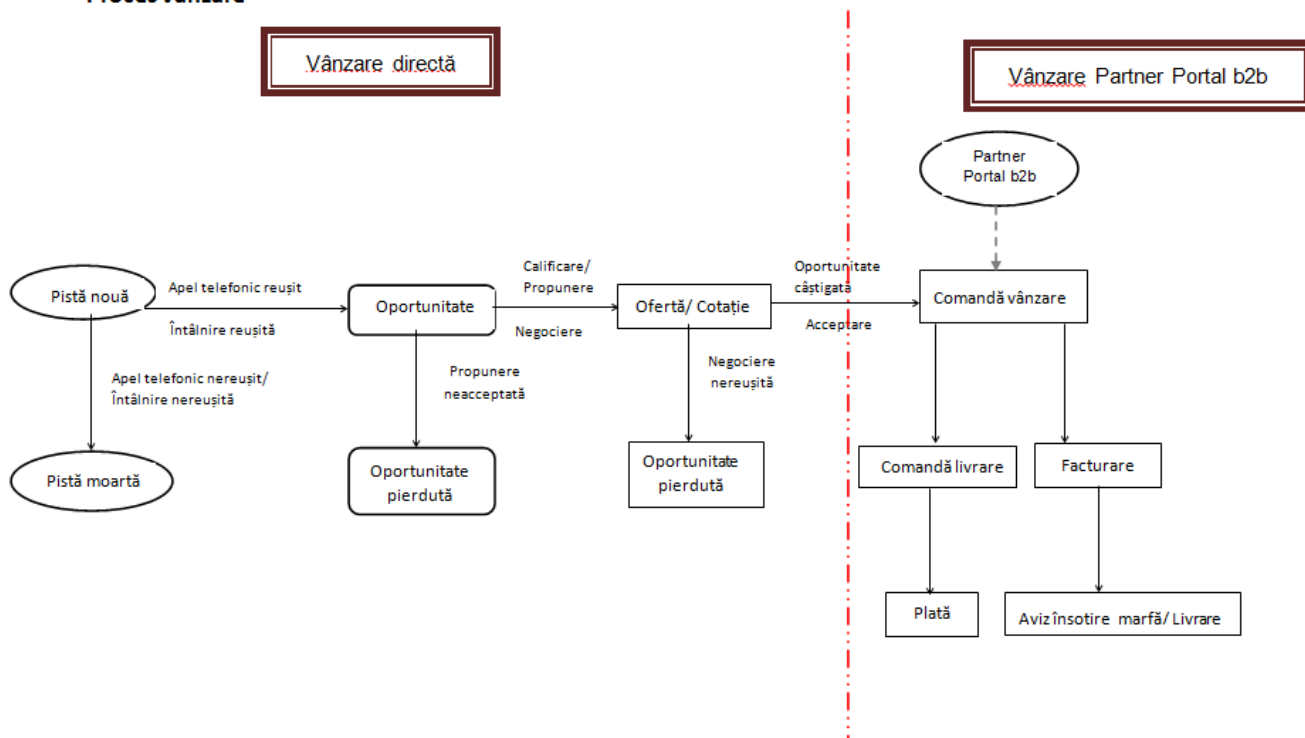 Proces vânzare
Vânzare directă
Vânzare Partner Portal b2b
Partner
Portal b2b
Pistă nouă
Apel telefonic reușit
Întâlnire reușită
Oportunitate
Calificare/
Propunere
Negociere
Ofertă/ Cotație
Oportunitate
câștigată
Acceptare
Comandă vânzare
Apel telefonic nereușit/
Întâlnire nereușită
Propunere
neacceptată
Negociere
nereușită
Pistă moartă
Oportunitate
pierdută
Oportunitate
pierdută
Comandă livrare
Facturare
Plată
Aviz însotire marfă/ Livrare